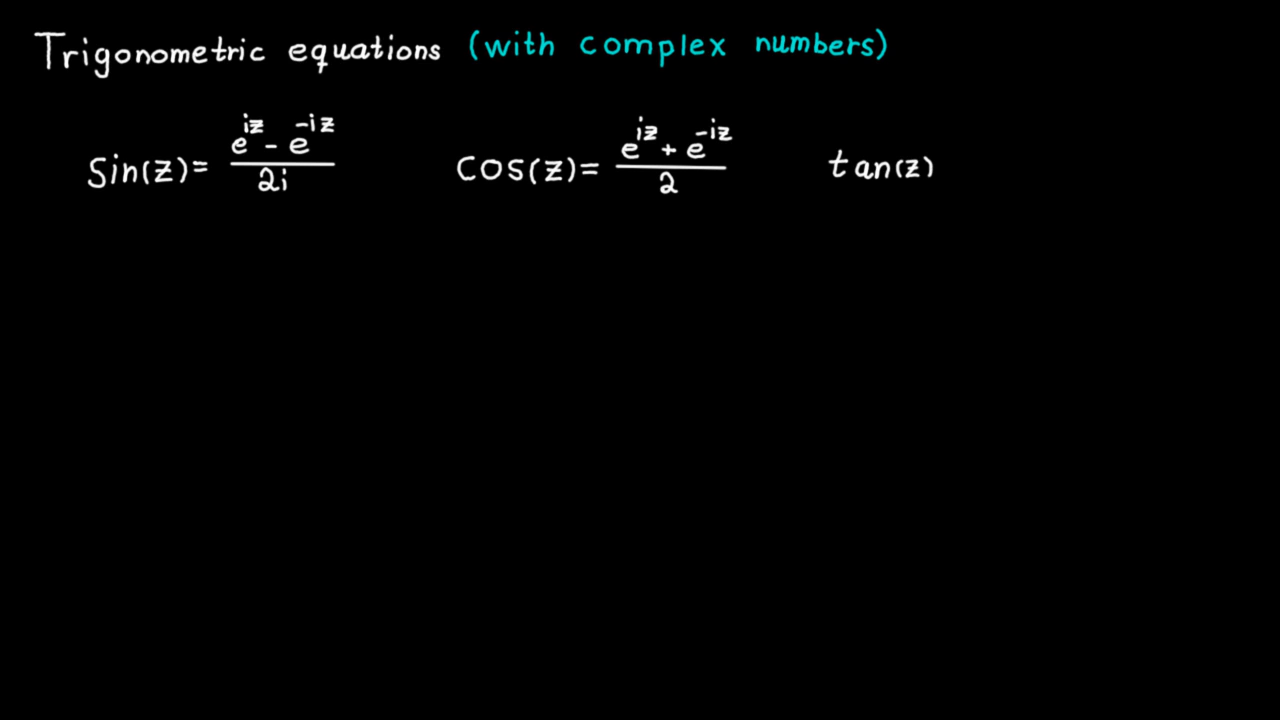 Trigonometric equations (with complex numbers)
Sin(z) = (e^{iz} - e^{-iz}) / 2i    cos(z) = (e^{iz} + e^{-iz}) / 2    tan(z)